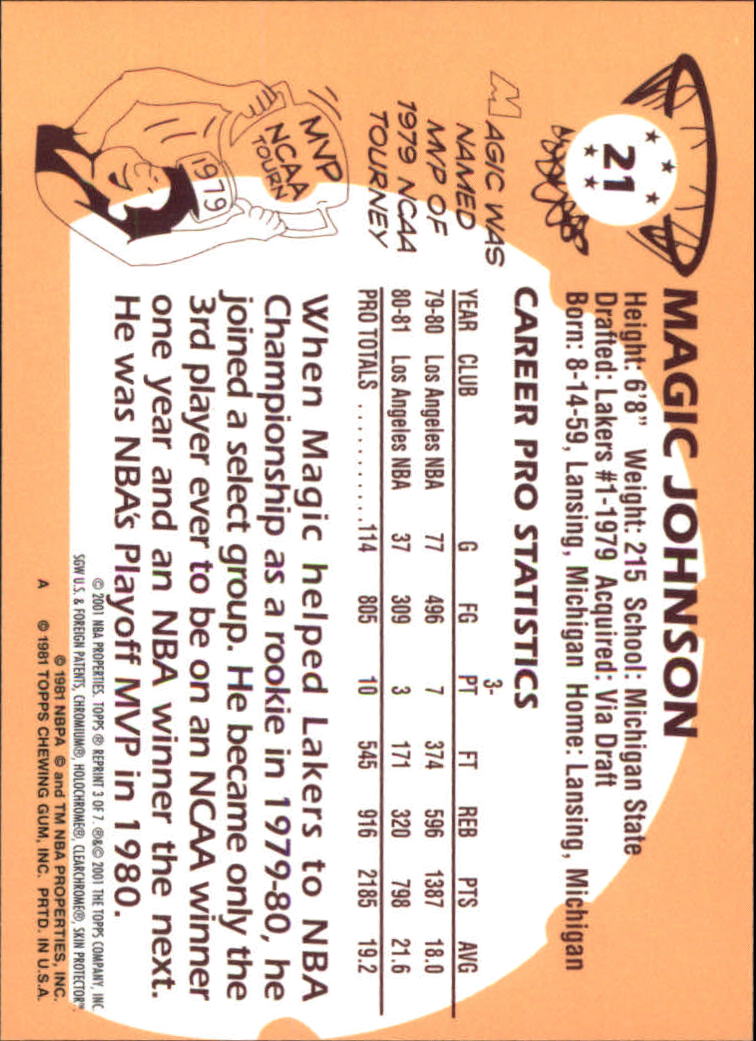 21
MAGIC JOHNSON
Height: 6'8" Weight: 215 School: Michigan State
Drafted: Lakers #1-1979 Acquired: Via Draft
Born: 8-14-59, Lansing, Michigan Home: Lansing, Michigan
MAGIC WAS
NAMED
MVP OF
1979 NCAA
TOURNEY
MVP
NCAA
TOURN
1979
CAREER PRO STATISTICS
3-
YEAR CLUB G FG PT FT REB PTS AVG
79-80 Los Angeles NBA 77 496 7 374 596 1387 18.0
80-81 Los Angeles NBA 37 309 3 171 320 798 21.6
PRO TOTALS ............114 805 10 545 916 2185 19.2
When Magic helped Lakers to NBA
Championship as a rookie in 1979-80, he
joined a select group. He became only the
3rd player ever to be on an NCAA winner
one year and an NBA winner the next.
He was NBA's Playoff MVP in 1980.
© 2001 NBA PROPERTIES. TOPPS ® REPRINT 3 OF 7. ®&© 2001 THE TOPPS COMPANY, INC
SGW U.S. & FOREIGN PATENTS, CHROMIUM®, HOLOCHROME®, CLEARCHROME®, SKIN PROTECTOR™
© 1981 NBPA © and TM NBA PROPERTIES, INC.
A © 1981 TOPPS CHEWING GUM, INC. PRTD. IN U.S.A.